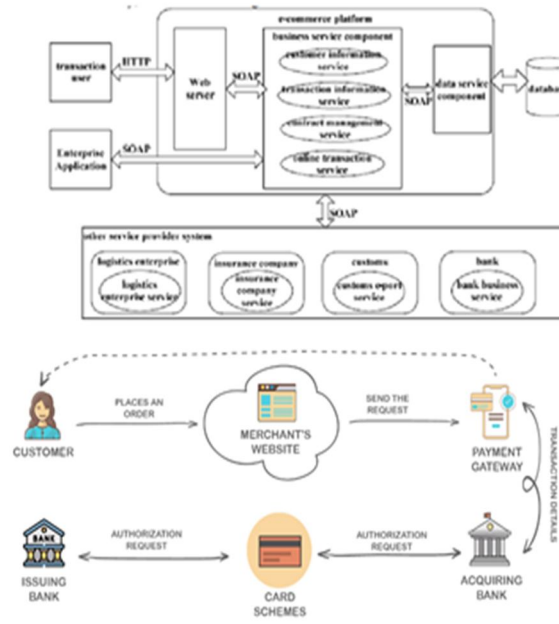 e-commerce platform
business service component
transaction
user
HTTP
Web
server
SOAP
customer information
service
transaction information
service
contract management
service
online transaction
service
SOAP
data service
component
databa
Enterprise
Application
SOAP
SOAP
other service provider system
logistics enterprise
logistics
enterprise service
insurance company
insurance
company
service
customs
customs
service
bank
bank business
service
PLACES AN
ORDER
SEND THE
REQUEST
CUSTOMER
MERCHANT'S
WEBSITE
PAYMENT
GATEWAY
TRANSACTION DETAILS
AUTHORIZATION
REQUEST
AUTHORIZATION
REQUEST
BANK
ISSUING
BANK
CARD
SCHEMES
ACQUIRING
BANK